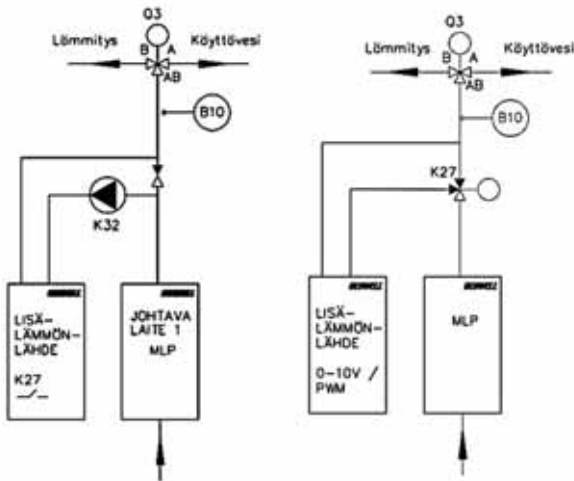 Q3
Lämmitys
B
A
Käyttövesi
AB
B10
K32
LISÄ-
LÄMMÖN-
LÄHDE
K27
JOHTAVA
LAITE 1
MLP
Q3
Lämmitys
B
A
Käyttövesi
AB
B10
K27
LISÄ-
LÄMMÖN-
LÄHDE
0-10V /
PWM
MLP